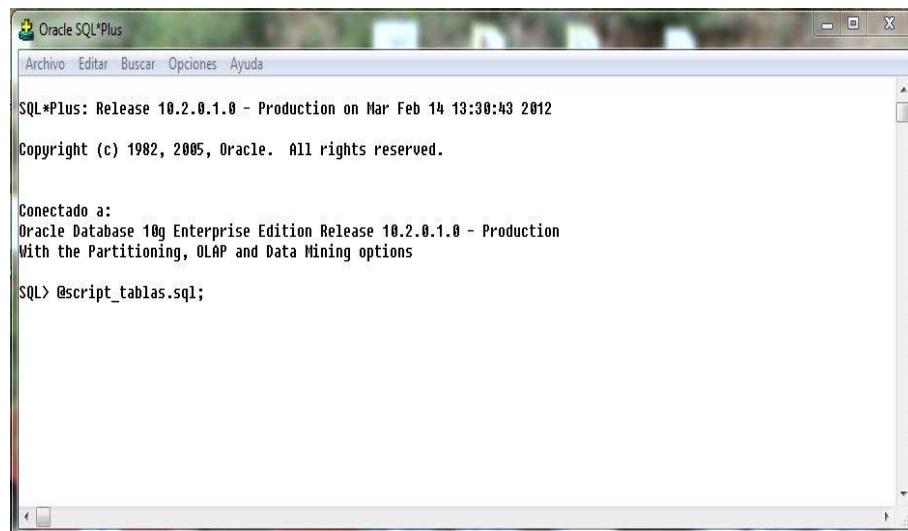 Oracle SQL*Plus
Archivo Editar Buscar Opciones Ayuda
SQL*Plus: Release 10.2.0.1.0 - Production on Mar Feb 14 13:30:43 2012
Copyright (c) 1982, 2005, Oracle. All rights reserved.
Conectado a:
Oracle Database 10g Enterprise Edition Release 10.2.0.1.0 - Production
With the Partitioning, OLAP and Data Mining options
SQL> @script_tablas.sql;